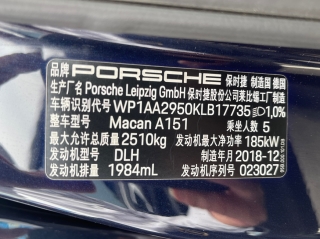 品牌 PORSCHE 保时捷 制造国 德国
生产厂名 Porsche Leipzig GmbH 保时捷股份公司莱比锡工厂制造
车辆识别代号 WP1AA2950KLB17735 1,0%
整车型号 Macan A151 乘坐人数 5
最大允许总质量 2510kg 发动机最大净功率 185kW
发动机型号 DLH 制造年月 2018-12
发动机排量 1984mL 发动机序列号 023027